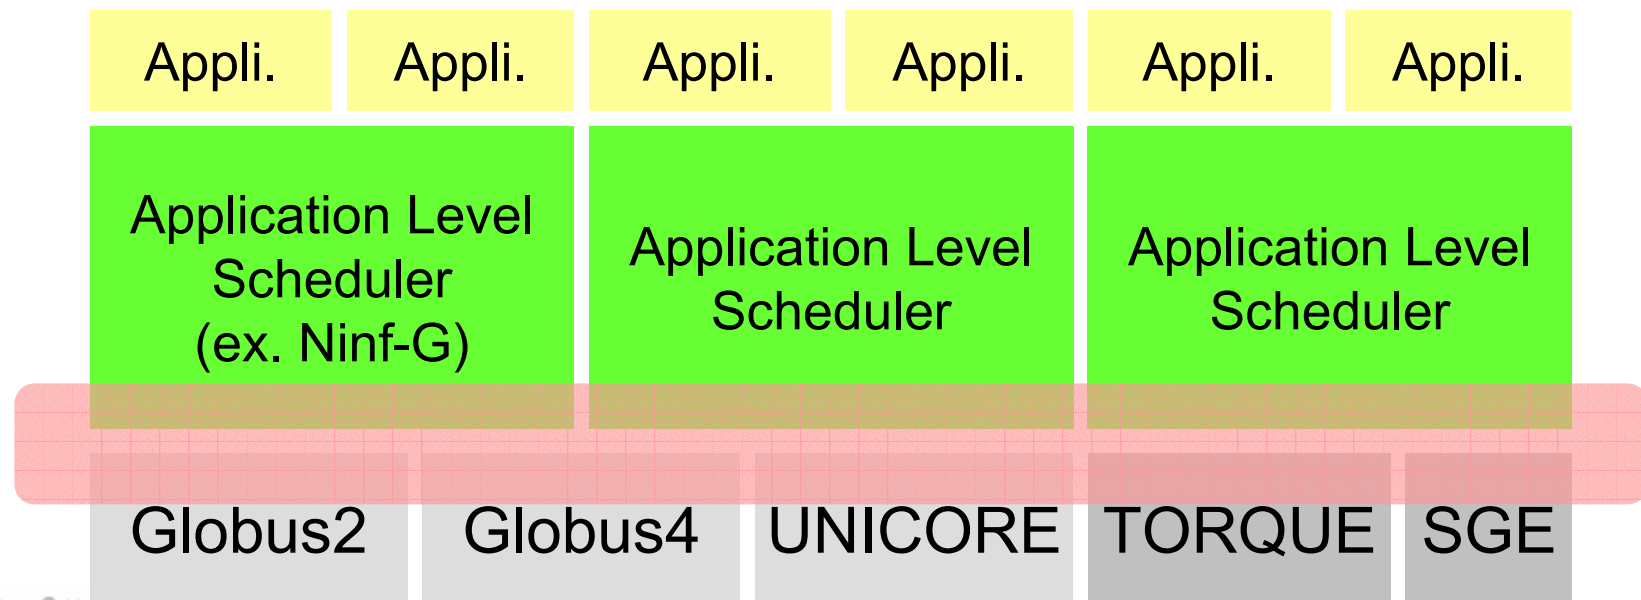 Appli. Appli. Appli. Appli. Appli. Appli.
Application Level
Scheduler
(ex. Ninf-G)
Application Level
Scheduler
Application Level
Scheduler
Globus2 Globus4 UNICORE TORQUE SGE